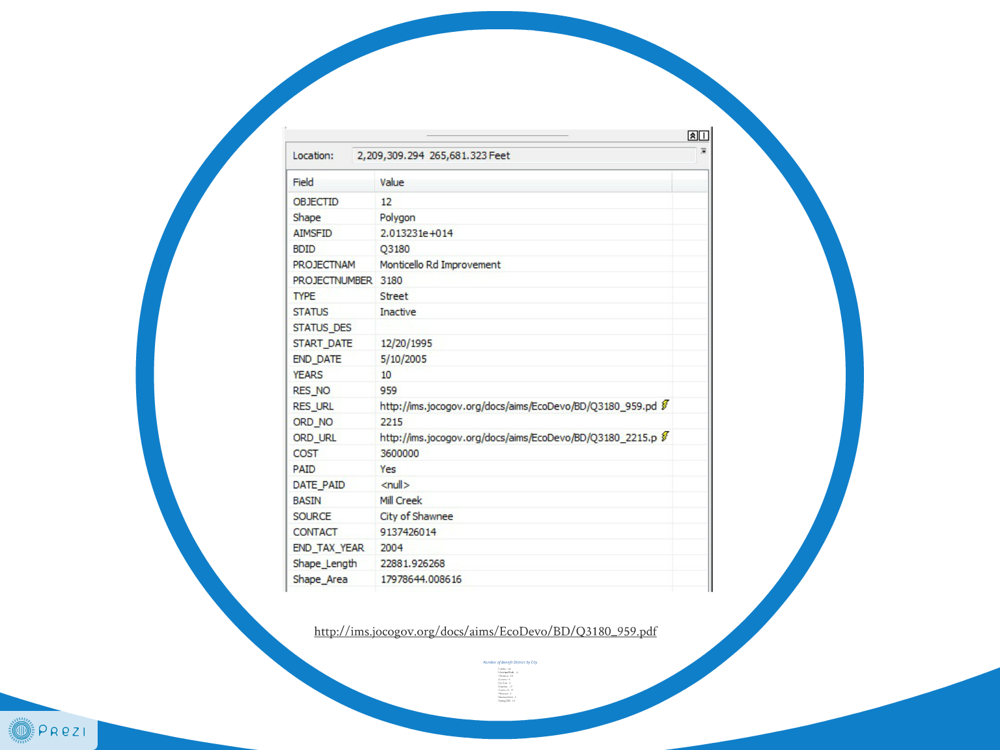 Location: 2,209,309.294 265,681.323 Feet
Field Value
OBJECTID 12
Shape Polygon
AIMSFID 2.013231e+014
BDID Q3180
PROJECTNAM Monticello Rd Improvement
PROJECTNUMBER 3180
TYPE Street
STATUS Inactive
STATUS_DES
START_DATE 12/20/1995
END_DATE 5/10/2005
YEARS 10
RES_NO 959
RES_URL http://ims.jocogov.org/docs/aims/EcoDevo/BD/Q3180_959.pd
ORD_NO 2215
ORD_URL http://ims.jocogov.org/docs/aims/EcoDevo/BD/Q3180_2215.p
COST 3600000
PAID Yes
DATE_PAID <null>
BASIN Mill Creek
SOURCE City of Shawnee
CONTACT 9137426014
END_TAX_YEAR 2004
Shape_Length 22881.926268
Shape_Area 17978644.008616
http://ims.jocogov.org/docs/aims/EcoDevo/BD/Q3180_959.pdf
Number of Benefit District by City
Prezi